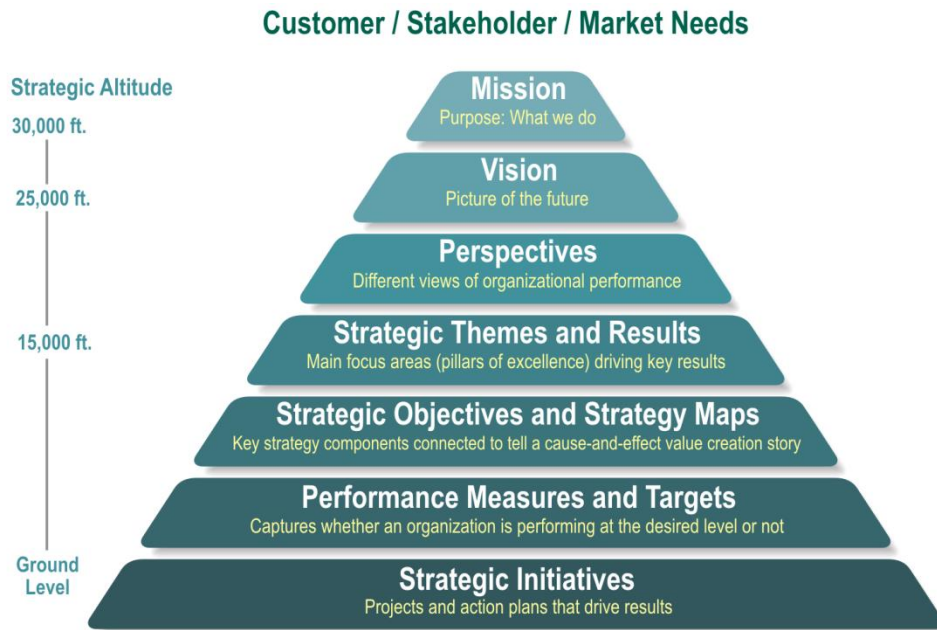 Customer / Stakeholder / Market Needs
Strategic Altitude
30,000 ft.
Mission
Purpose: What we do
25,000 ft.
Vision
Picture of the future
Perspectives
Different views of organizational performance
15,000 ft.
Strategic Themes and Results
Main focus areas (pillars of excellence) driving key results
Strategic Objectives and Strategy Maps
Key strategy components connected to tell a cause-and-effect value creation story
Performance Measures and Targets
Captures whether an organization is performing at the desired level or not
Ground
Level
Strategic Initiatives
Projects and action plans that drive results